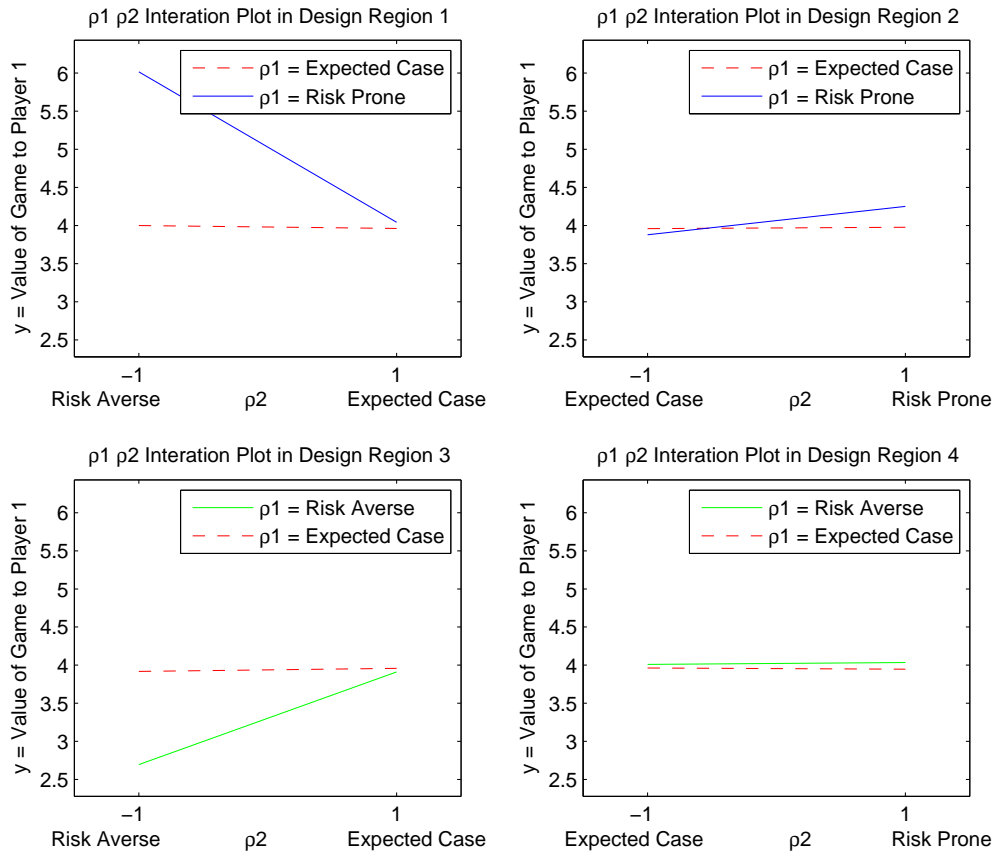 ρ1 ρ2 Interation Plot in Design Region 1
y = Value of Game to Player 1
6
5.5
5
4.5
4
3.5
3
2.5
ρ1 = Expected Case
ρ1 = Risk Prone
−1 1
Risk Averse ρ2 Expected Case
ρ1 ρ2 Interation Plot in Design Region 2
y = Value of Game to Player 1
6
5.5
5
4.5
4
3.5
3
2.5
ρ1 = Expected Case
ρ1 = Risk Prone
−1 1
Expected Case ρ2 Risk Prone
ρ1 ρ2 Interation Plot in Design Region 3
y = Value of Game to Player 1
6
5.5
5
4.5
4
3.5
3
2.5
ρ1 = Risk Averse
ρ1 = Expected Case
−1 1
Risk Averse ρ2 Expected Case
ρ1 ρ2 Interation Plot in Design Region 4
y = Value of Game to Player 1
6
5.5
5
4.5
4
3.5
3
2.5
ρ1 = Risk Averse
ρ1 = Expected Case
−1 1
Expected Case ρ2 Risk Prone